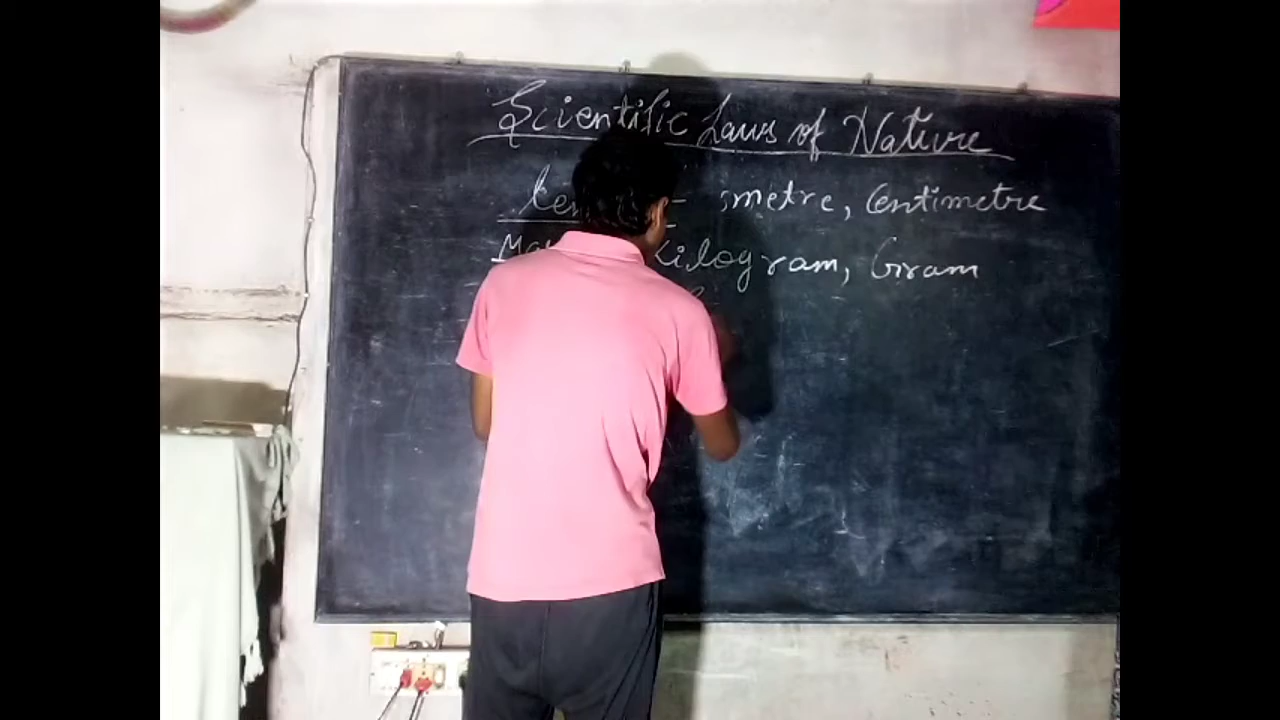 Scientific Laws of Nature
- metre, Centimetre
Kilogram, Gram